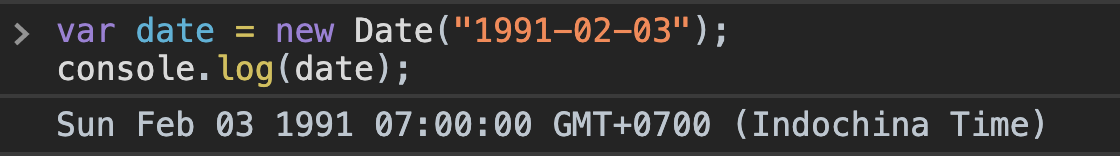 var date = new Date("1991-02-03");
console.log(date);
Sun Feb 03 1991 07:00:00 GMT+0700 (Indochina Time)